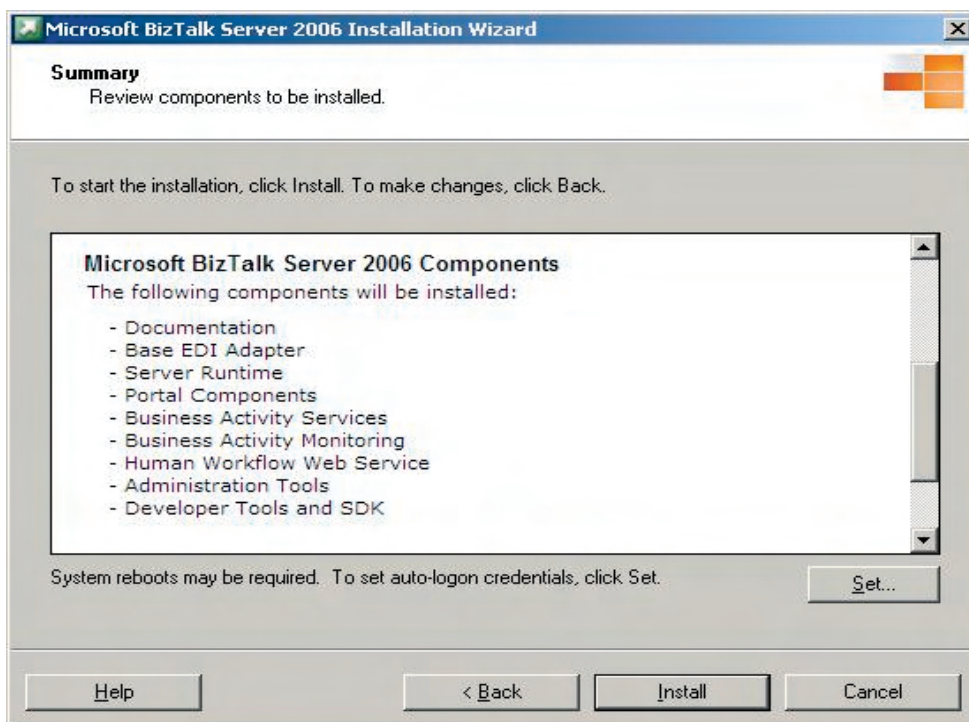 Microsoft BizTalk Server 2006 Installation Wizard
Summary
Review components to be installed.
To start the installation, click Install. To make changes, click Back.
Microsoft BizTalk Server 2006 Components
The following components will be installed:
- Documentation
- Base EDI Adapter
- Server Runtime
- Portal Components
- Business Activity Services
- Business Activity Monitoring
- Human Workflow Web Service
- Administration Tools
- Developer Tools and SDK
System reboots may be required. To set auto-logon credentials, click Set.
Set...
Help
< Back
Install
Cancel